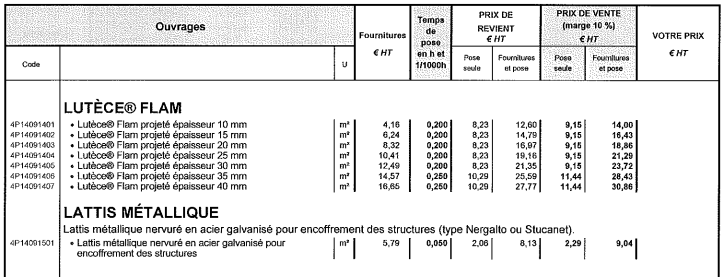 Ouvrages
Fournitures
€ HT
Temps
de
pose
en h et
1/1000h
PRIX DE
REVIENT
€ HT
PRIX DE VENTE
(marge 10 %)
€ HT
VOTRE PRIX
€ HT
Code
U
Pose
seule
Fournitures
et pose
Pose
seule
Fournitures
et pose
LUTÈCE® FLAM
4P14091401 • Lutèce® Flam projeté épaisseur 10 mm m² 4,16 0,200 8,23 12,60 9,15 14,00
4P14091402 • Lutèce® Flam projeté épaisseur 15 mm m² 6,24 0,200 8,23 14,79 9,15 16,43
4P14091403 • Lutèce® Flam projeté épaisseur 20 mm m² 8,32 0,200 8,23 16,97 9,15 18,86
4P14091404 • Lutèce® Flam projeté épaisseur 25 mm m² 10,41 0,200 8,23 19,16 9,15 21,29
4P14091405 • Lutèce® Flam projeté épaisseur 30 mm m² 12,49 0,200 8,23 21,35 9,15 23,72
4P14091406 • Lutèce® Flam projeté épaisseur 35 mm m² 14,57 0,250 10,29 25,59 11,44 28,43
4P14091407 • Lutèce® Flam projeté épaisseur 40 mm m² 16,65 0,250 10,29 27,77 11,44 30,86
LATTIS MÉTALLIQUE
Lattis métallique nervuré en acier galvanisé pour encoffrement des structures (type Nergalto ou Stucanet).
4P14091501 • Lattis métallique nervuré en acier galvanisé pour m² 5,79 0,050 2,06 8,13 2,29 9,04
encoffrement des structures